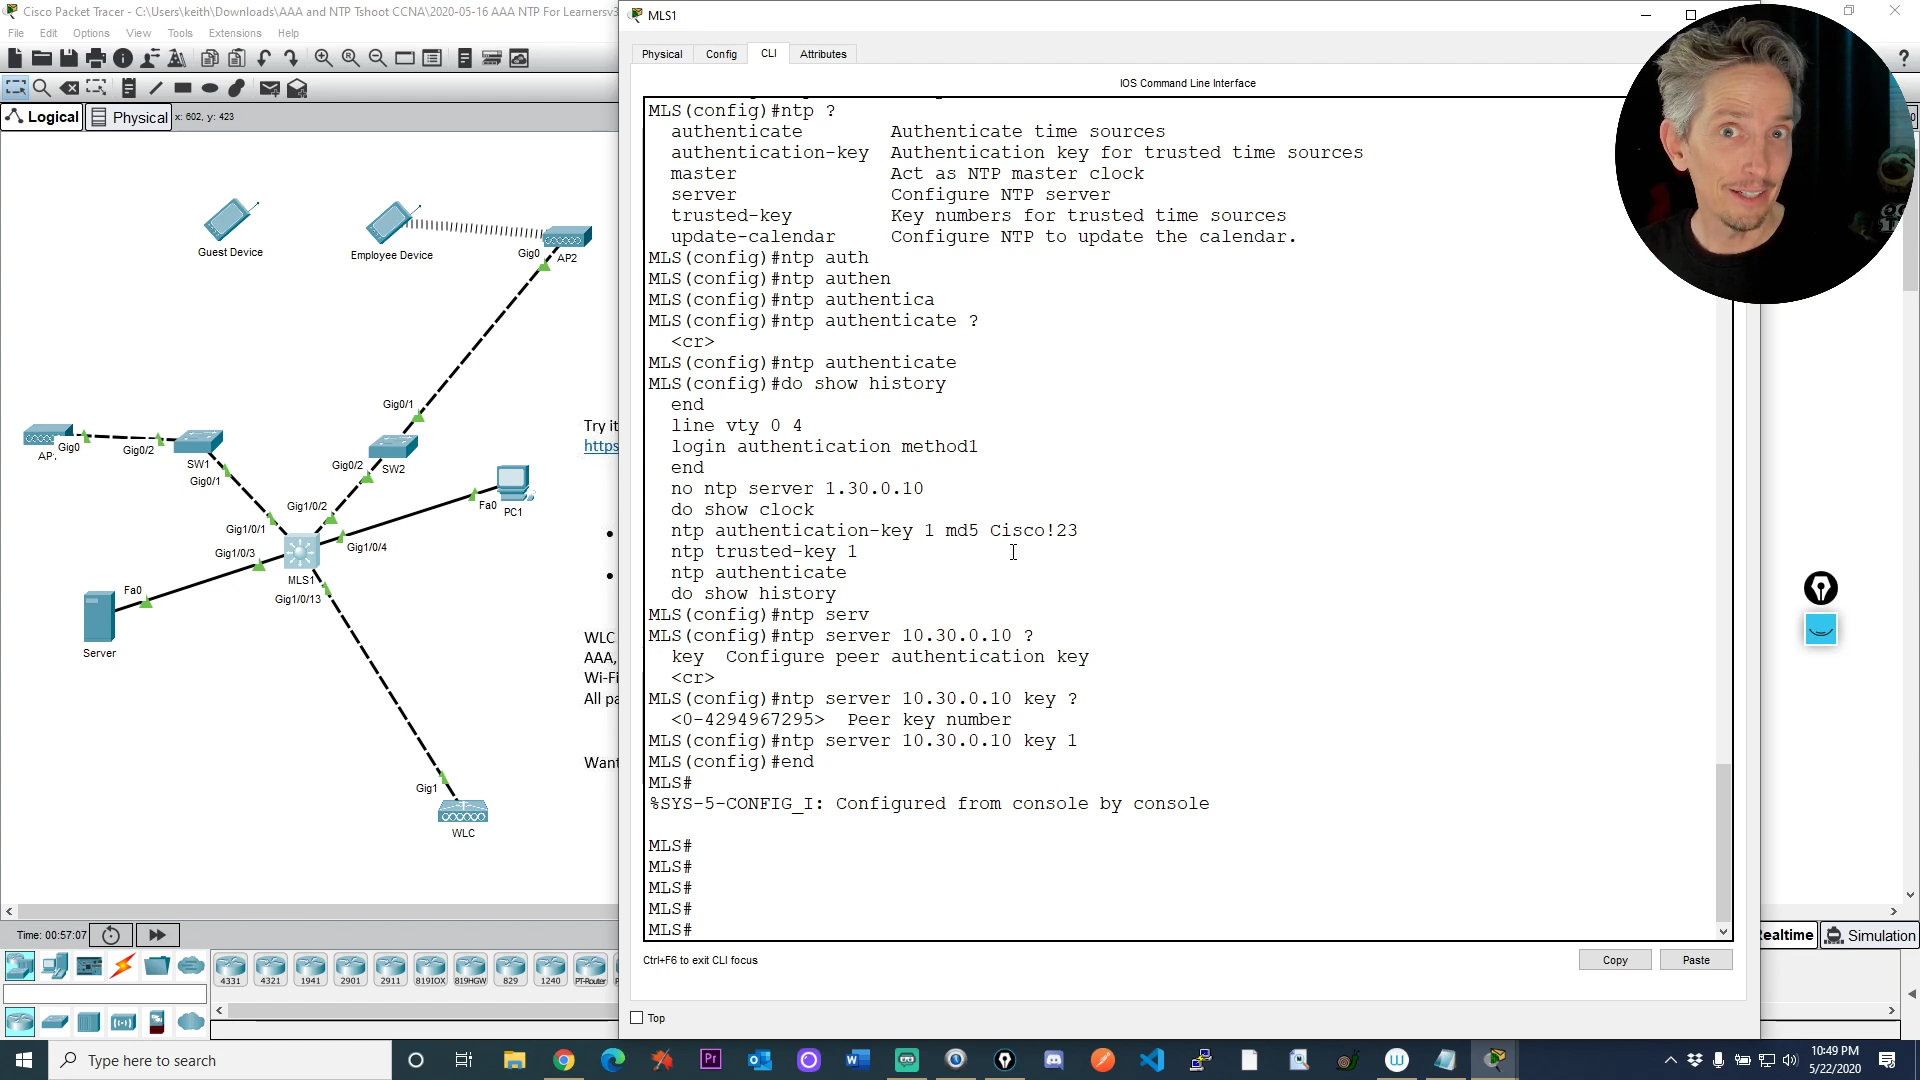 Cisco Packet Tracer - C:\Users\keith\Downloads\AAA and NTP Tshoot CCNA\2020-05-16 AAA NTP For Learnersv3
File Edit Options View Tools Extensions Help
Logical
Physical
x: 602, y: 423
Guest Device
Employee Device
Gig0
AP2
Gig0/1
Gig0
AP
Gig0/2
SW1
Gig0/1
Gig0/2
SW2
Gig1/0/2
Fa0
PC1
Gig1/0/1
Gig1/0/3
Gig1/0/4
MLS1
Fa0
Gig1/0/13
Server
Gig1
WLC
Try it
https
WLC
AAA,
Wi-Fi
All pa
Want
MLS1
Physical
Config
CLI
Attributes
IOS Command Line Interface
MLS(config)#ntp ?
authenticate Authenticate time sources
authentication-key Authentication key for trusted time sources
master Act as NTP master clock
server Configure NTP server
trusted-key Key numbers for trusted time sources
update-calendar Configure NTP to update the calendar.
MLS(config)#ntp auth
MLS(config)#ntp authen
MLS(config)#ntp authentica
MLS(config)#ntp authenticate ?
<cr>
MLS(config)#ntp authenticate
MLS(config)#do show history
end
line vty 0 4
login authentication method1
end
no ntp server 1.30.0.10
do show clock
ntp authentication-key 1 md5 Cisco!23
ntp trusted-key 1
ntp authenticate
do show history
MLS(config)#ntp serv
MLS(config)#ntp server 10.30.0.10 ?
key Configure peer authentication key
<cr>
MLS(config)#ntp server 10.30.0.10 key ?
<0-4294967295> Peer key number
MLS(config)#ntp server 10.30.0.10 key 1
MLS(config)#end
MLS#
%SYS-5-CONFIG_I: Configured from console by console
MLS#
MLS#
MLS#
MLS#
MLS#
Ctrl+F6 to exit CLI focus
Copy
Paste
Top
Time: 00:57:07
ealtime
Simulation
4331 4321 1941 2901 2911 819IOX 819HGW 829 1240 PT-Router
Type here to search
10:49 PM
5/22/2020